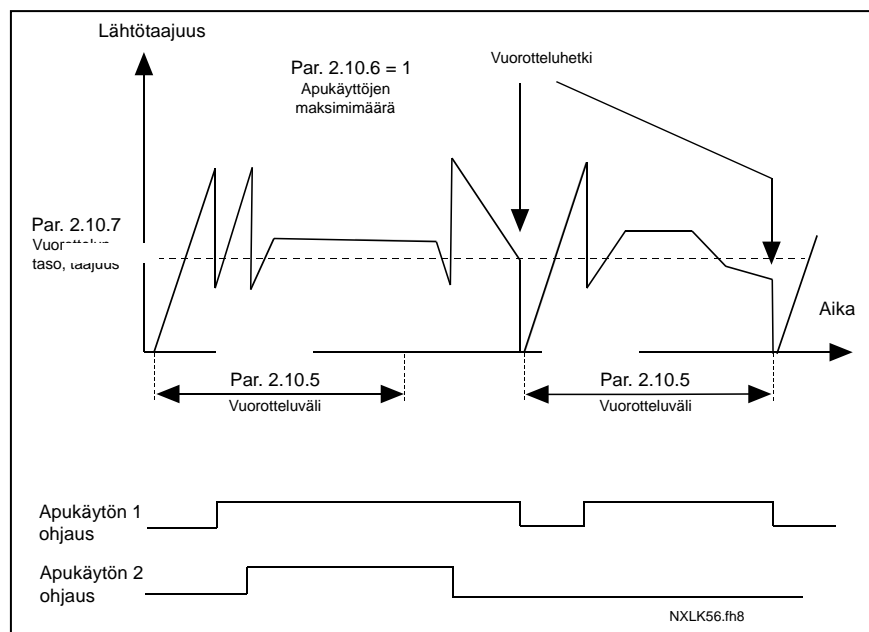 Lähtötaajuus
Par. 2.10.6 = 1
Apukäyttöjen
maksimimäärä
Vuorotteluhetki
Par. 2.10.7
taso, taajuus
Aika
Par. 2.10.5
Vuorotteluväli
Par. 2.10.5
Vuorotteluväli
Apukäytön 1
ohjaus
Apukäytön 2
ohjaus
NXLK56.fh8